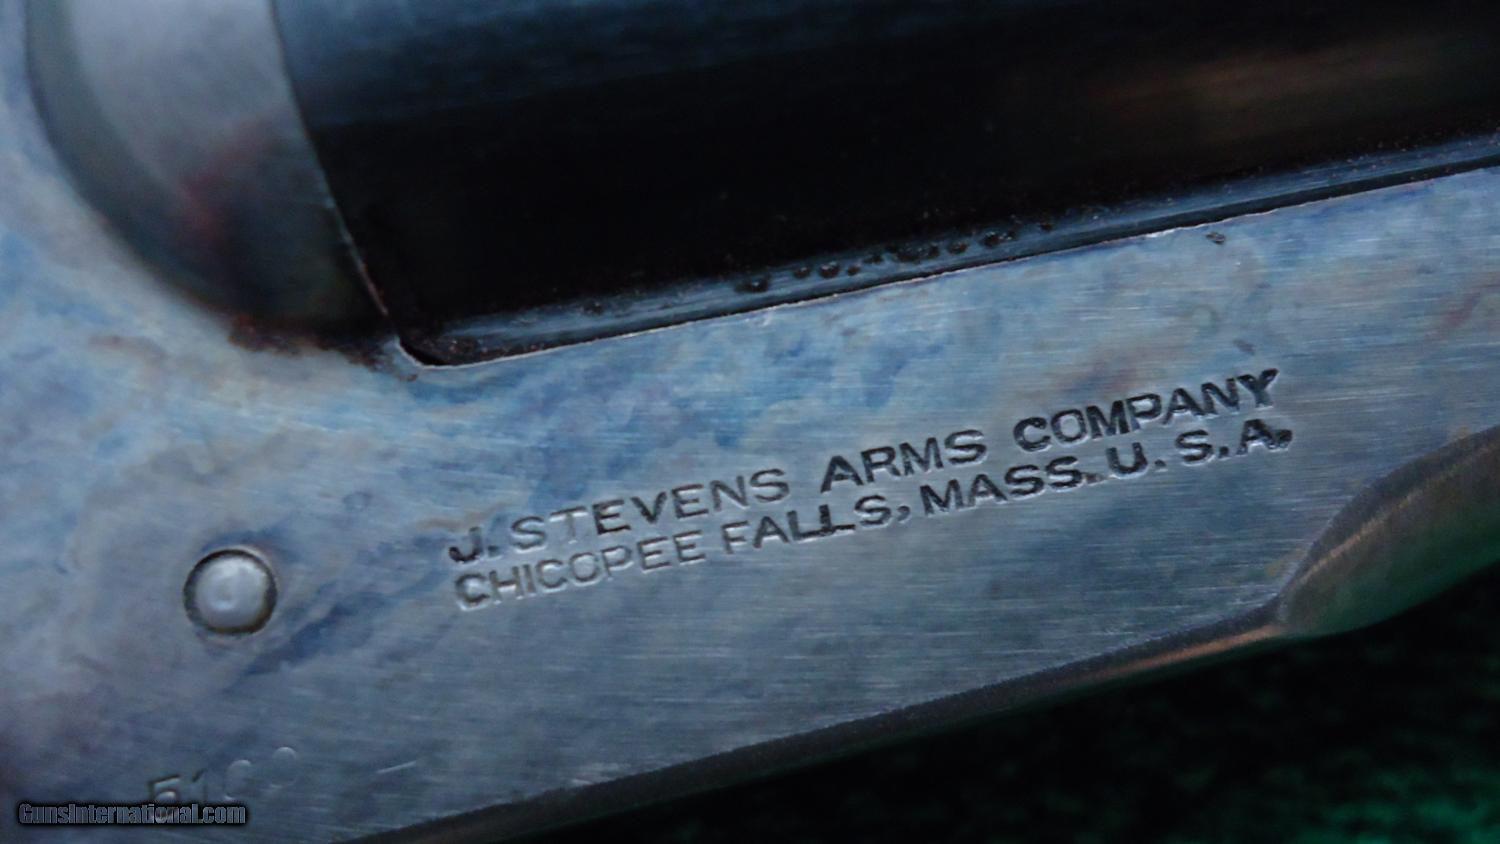 J. STEVENS ARMS COMPANY
CHICOPEE FALLS, MASS. U.S.A.
GunsInternational.com